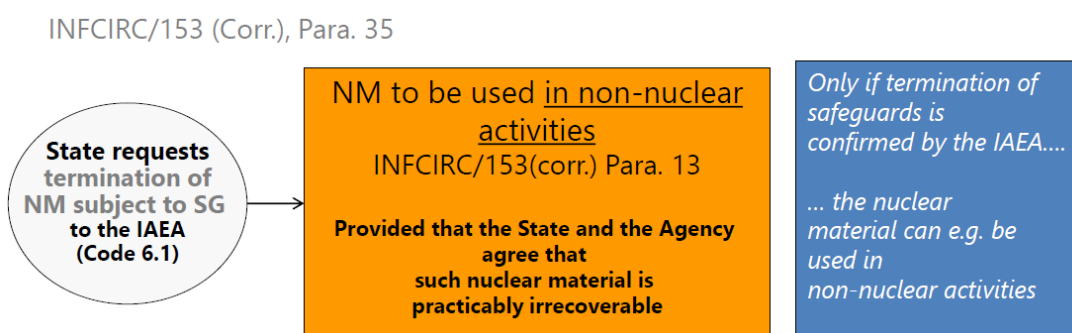 INFCIRC/153 (Corr.), Para. 35
State requests
termination of
NM subject to SG
to the IAEA
(Code 6.1)
NM to be used in non-nuclear
activities
INFCIRC/153(corr.) Para. 13
Provided that the State and the Agency
agree that
such nuclear material is
practicably irrecoverable
Only if termination of
safeguards is
confirmed by the IAEA....
... the nuclear
material can e.g. be
used in
non-nuclear activities